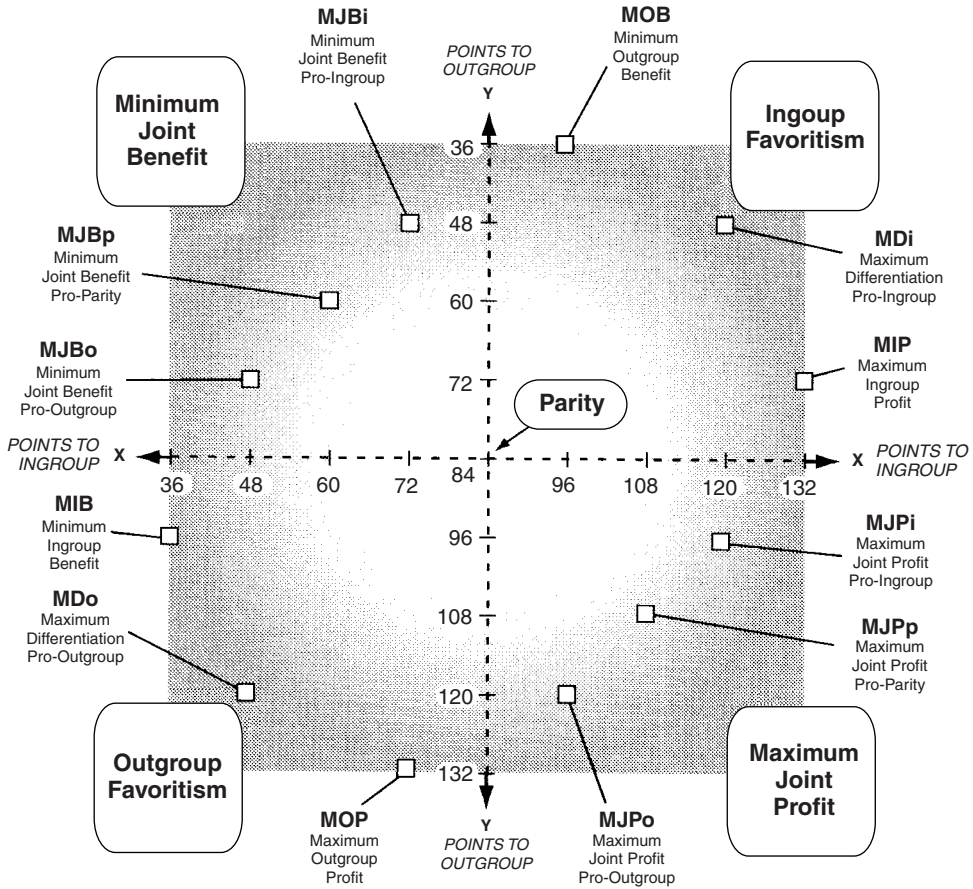 MJBi
Minimum
Joint Benefit
Pro-Ingroup
POINTS TO
OUTGROUP
Y
MOB
Minimum
Outgroup
Benefit
Minimum
Joint
Benefit
Ingoup
Favoritism
36
48
60
72
MJBp
Minimum
Joint Benefit
Pro-Parity
MDi
Maximum
Differentiation
Pro-Ingroup
MJBo
Minimum
Joint Benefit
Pro-Outgroup
MIP
Maximum
Ingroup
Profit
Parity
POINTS TO
INGROUP
X
X
POINTS TO
INGROUP
36 48 60 72 84 96 108 120 132
MIB
Minimum
Ingroup
Benefit
96
108
120
132
MJPi
Maximum
Joint Profit
Pro-Ingroup
MDo
Maximum
Differentiation
Pro-Outgroup
MJPp
Maximum
Joint Profit
Pro-Parity
Outgroup
Favoritism
Maximum
Joint
Profit
MOP
Maximum
Outgroup
Profit
Y
POINTS TO
OUTGROUP
MJPo
Maximum
Joint Profit
Pro-Outgroup